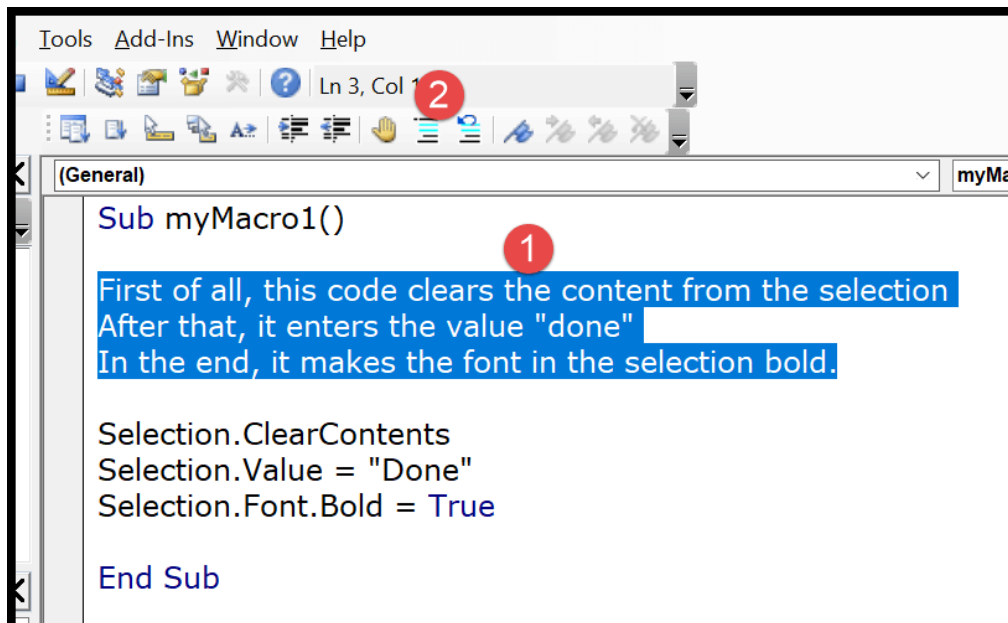 Tools Add-Ins Window Help
Ln 3, Col
2
(General)
Sub myMacro1()
1
First of all, this code clears the content from the selection
After that, it enters the value "done"
In the end, it makes the font in the selection bold.
Selection.ClearContents
Selection.Value = "Done"
Selection.Font.Bold = True
End Sub